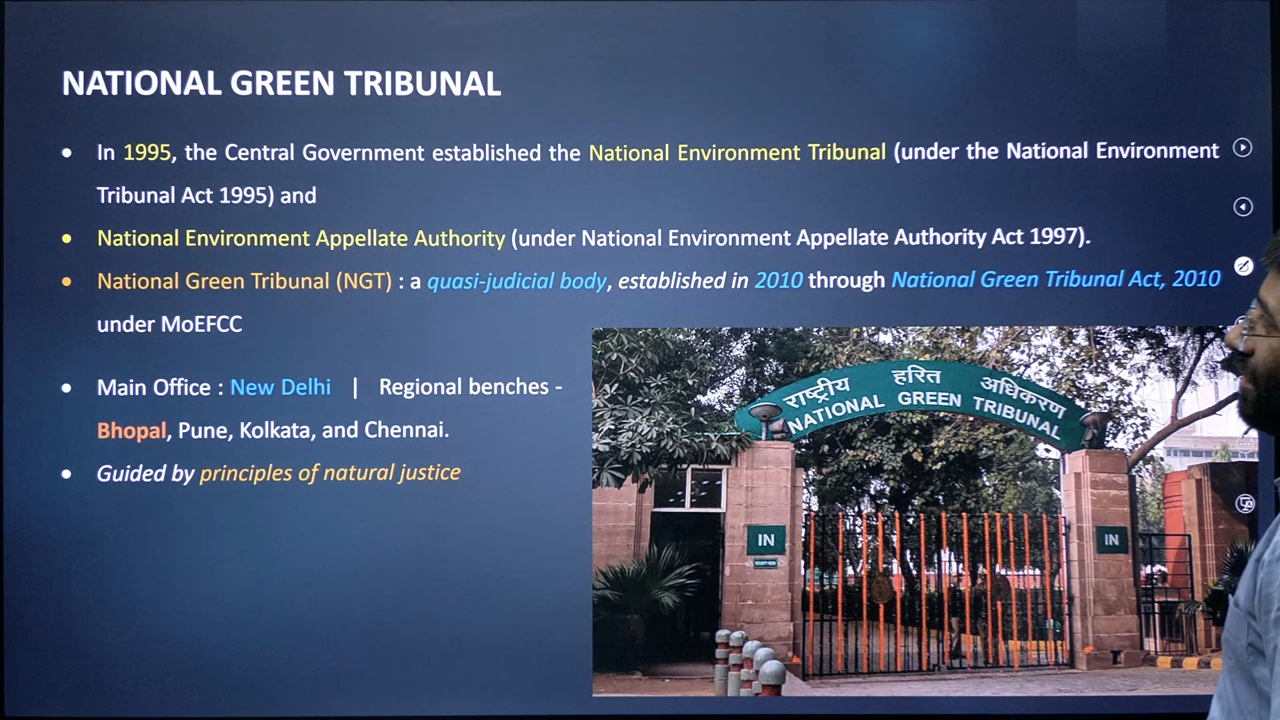 NATIONAL GREEN TRIBUNAL
• In 1995, the Central Government established the National Environment Tribunal (under the National Environment
Tribunal Act 1995) and
• National Environment Appellate Authority (under National Environment Appellate Authority Act 1997).
• National Green Tribunal (NGT) : a quasi-judicial body, established in 2010 through National Green Tribunal Act, 2010
under MoEFCC
• Main Office : New Delhi | Regional benches -
Bhopal, Pune, Kolkata, and Chennai.
• Guided by principles of natural justice
राष्ट्रीय हरित अधिकरण
NATIONAL GREEN TRIBUNAL
IN
IN